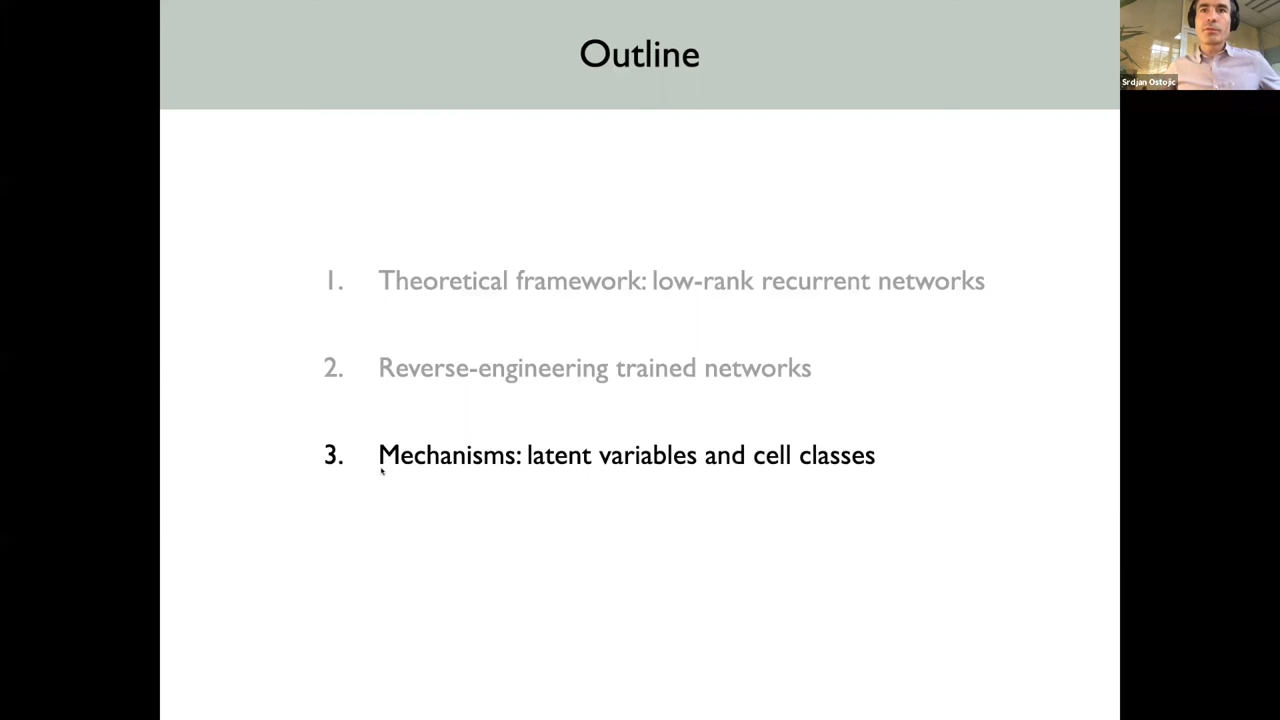 Outline
Srdjan Ostojic
1. Theoretical framework: low-rank recurrent networks
2. Reverse-engineering trained networks
3. Mechanisms: latent variables and cell classes